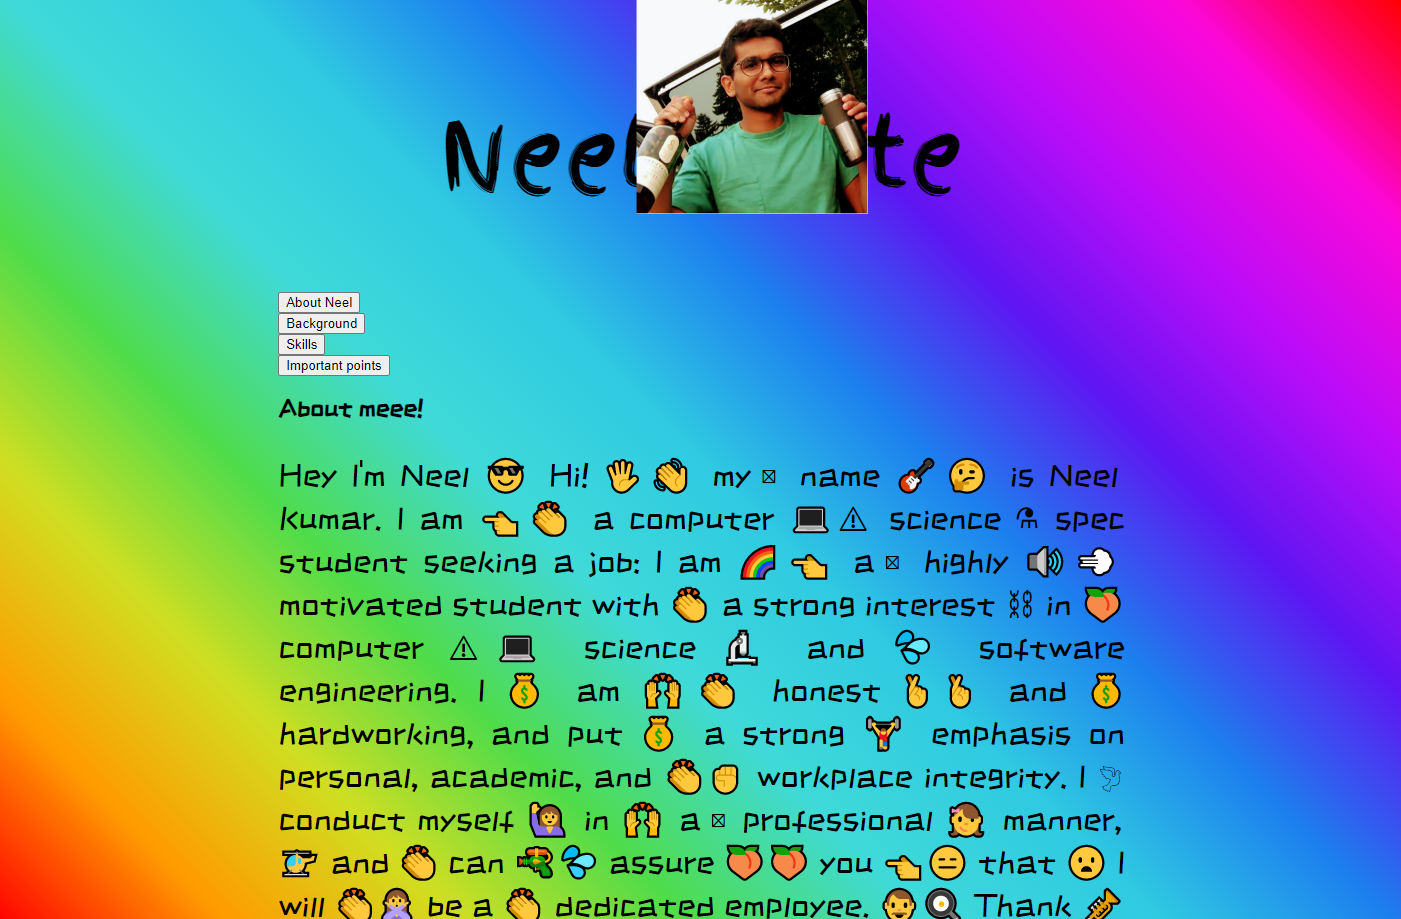 Neel te
About Neel
Background
Skills
Important points
About meee!
Hey I'm Neel 😎 Hi! 🖐 👋 my name 🎸 🤔 is Neel
Kumar. I am 👈 👏 a computer 💻 ⚠ science ⚗ spec
student seeking a job: I am 🌈 👈 a highly 🔊 💨
motivated student with 👏 a strong interest ⛓ in 🍑
computer ⚠ 💻 science 🔬 and 💦 software
engineering. I 💰 am 🙌 👏 honest 🤞 🤞 and 💰
hardworking, and put 💰 a strong 🏋 emphasis on
personal, academic, and 👏 ✊ workplace integrity. I 🕊
conduct myself 🙋 in 🙌 a professional 👧 manner,
🚁 and 👏 can 🔫 💦 assure 🍑 🍑 you 👈 😑 that 😦 I
will 👏 🙅 be a 👏 dedicated employee. 👨 🍳 Thank 🎺